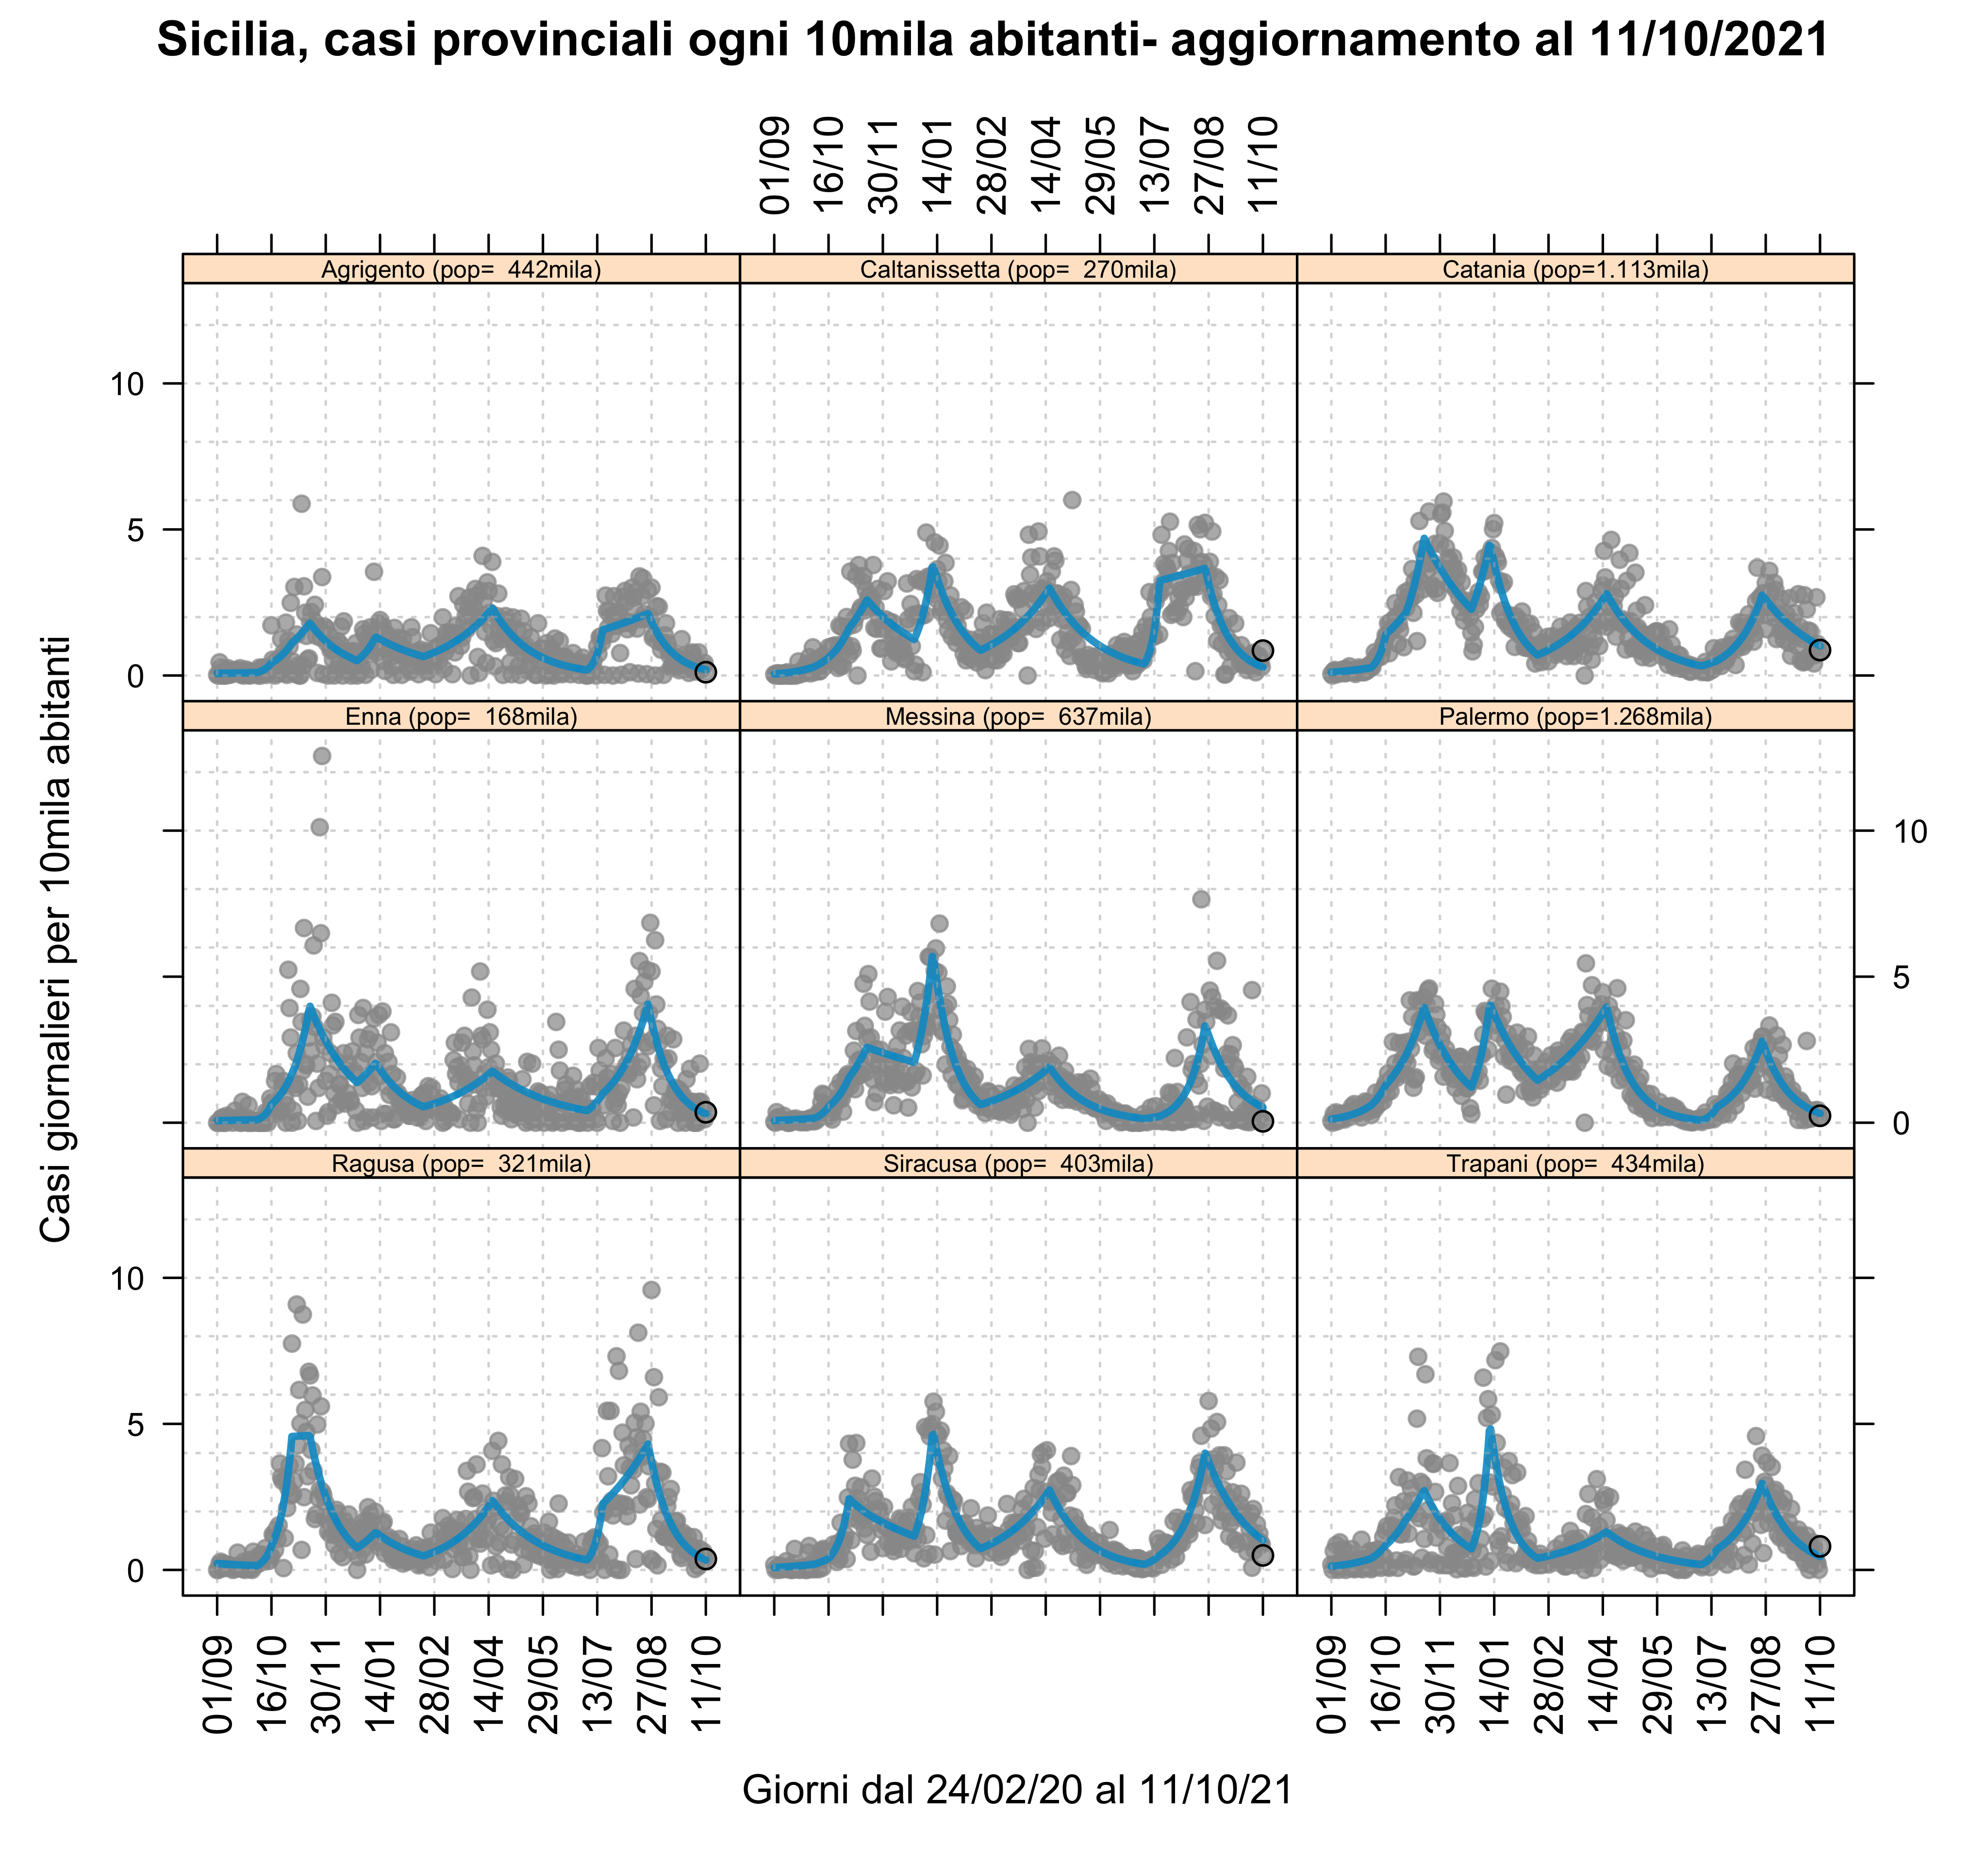 Sicilia, casi provinciali ogni 10mila abitanti- aggiornamento al 11/10/2021
01/09 16/10 30/11 14/01 28/02 14/04 29/05 13/07 27/08 11/10
Agrigento (pop=  442mila)
Caltanissetta (pop=  270mila)
Catania (pop=1.113mila)
10
5
0
Enna (pop=  168mila)
Messina (pop=  637mila)
Palermo (pop=1.268mila)
10
5
0
Casi giornalieri per 10mila abitanti
Ragusa (pop=  321mila)
Siracusa (pop=  403mila)
Trapani (pop=  434mila)
10
5
0
01/09 16/10 30/11 14/01 28/02 14/04 29/05 13/07 27/08 11/10
01/09 16/10 30/11 14/01 28/02 14/04 29/05 13/07 27/08 11/10
Giorni dal 24/02/20 al 11/10/21